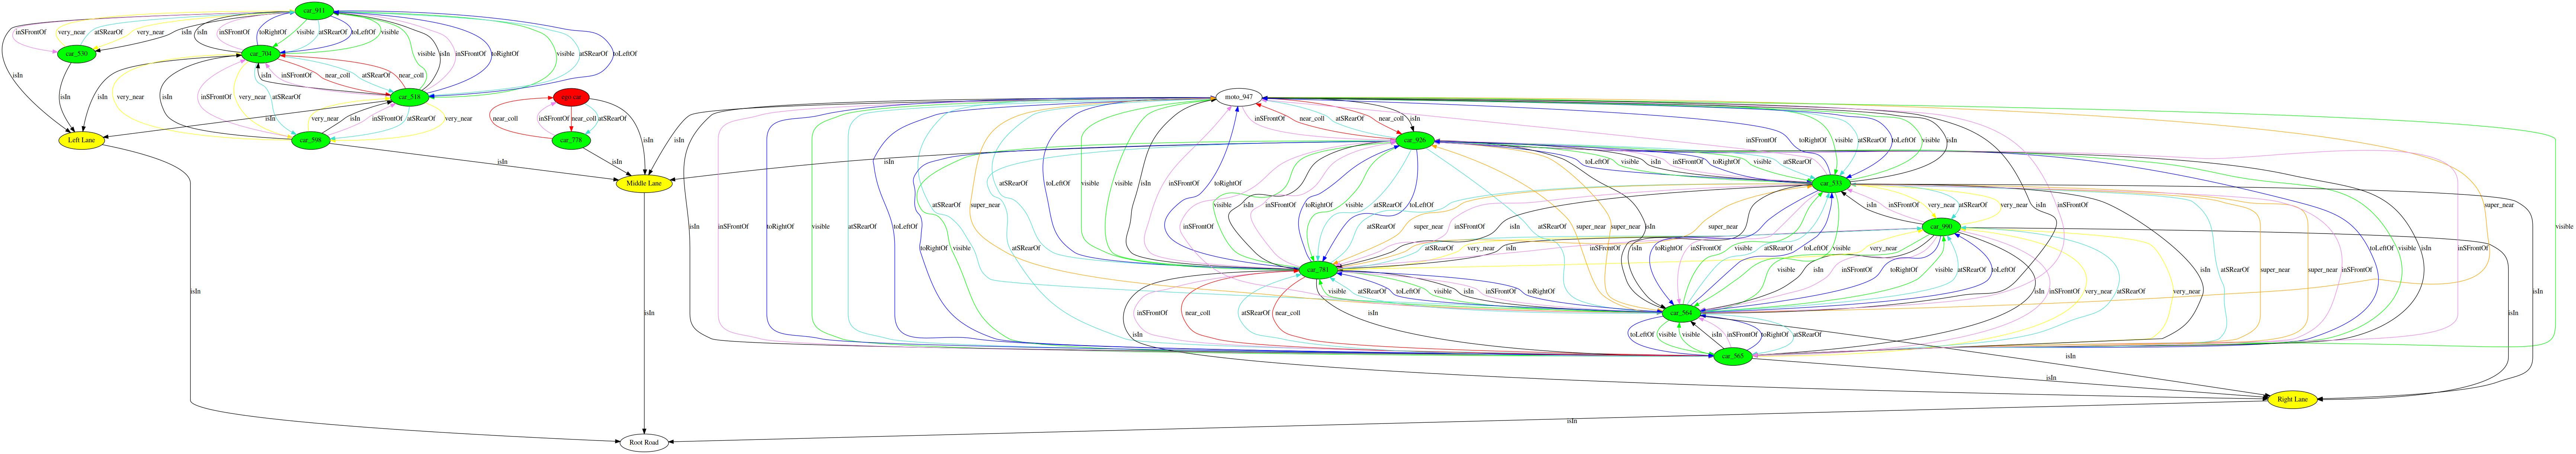 car_911
inSFrontOf very_near atSRearOf very_near isIn isIn inSFrontOf toRightOf visible atSRearOf toLeftOf visible visible isIn inSFrontOf toRightOf visible atSRearOf toLeftOf
car_530
car_704
isIn isIn isIn very_near isIn inSFrontOf very_near atSRearOf isIn inSFrontOf near_coll atSRearOf near_coll
car_518
ego car
moto_947
very_near isIn inSFrontOf atSRearOf very_near near_coll inSFrontOf near_coll atSRearOf isIn isIn
inSFrontOf near_coll atSRearOf near_coll isIn
Left Lane
car_598
car_778
car_926
isIn isIn isIn
inSFrontOf toRightOf toLeftOf visible atSRearOf toLeftOf visible isIn
toLeftOf visible isIn inSFrontOf toRightOf visible atSRearOf
Middle Lane
car_533
atSRearOf toLeftOf visible visible isIn inSFrontOf toRightOf
isIn inSFrontOf very_near atSRearOf very_near isIn inSFrontOf super_near
atSRearOf super_near visible isIn inSFrontOf toRightOf visible atSRearOf toLeftOf
car_990
isIn inSFrontOf toRightOf visible atSRearOf toLeftOf inSFrontOf atSRearOf super_near super_near isIn super_near visible
toRightOf visible atSRearOf atSRearOf inSFrontOf super_near isIn very_near isIn inSFrontOf visible atSRearOf toLeftOf visible toLeftOf visible isIn inSFrontOf
car_781
visible isIn inSFrontOf toRightOf visible atSRearOf toLeftOf isIn atSRearOf super_near super_near inSFrontOf
visible atSRearOf toLeftOf visible isIn inSFrontOf toRightOf isIn inSFrontOf very_near atSRearOf very_near isIn
car_564
isIn inSFrontOf near_coll atSRearOf near_coll isIn isIn
isIn toLeftOf visible visible isIn inSFrontOf toRightOf atSRearOf
car_565
isIn
isIn
Right Lane
isIn
Root Road